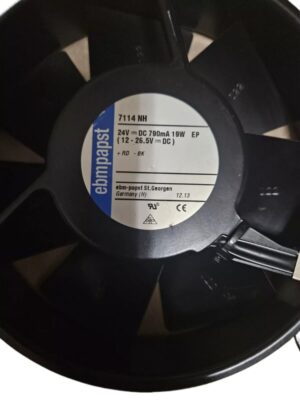 ebmpapst
7114 NH
24V ⎓ DC 790mA 19W EP
( 12 - 26.5V ⎓ DC )
+ RD - BK
ebm-papst St.Georgen
Germany (H) 12.13
CE